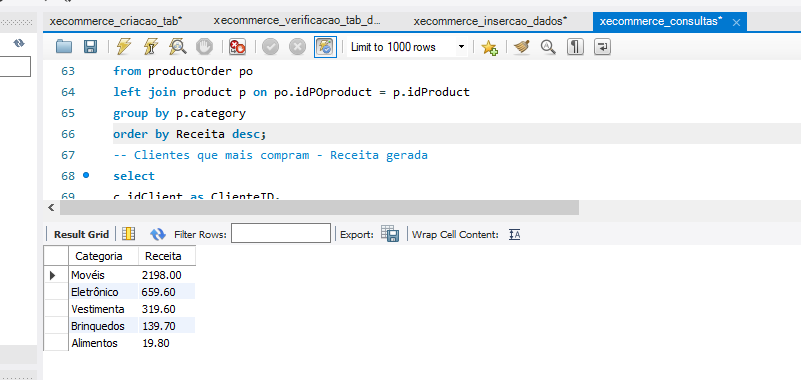 xecommerce_criacao_tab* xecommerce_verificacao_tab_d... xecommerce_insercao_dados* xecommerce_consultas*
Limit to 1000 rows
63 from productOrder po
64 left join product p on po.idPOproduct = p.idProduct
65 group by p.category
66 order by Receita desc;
67 -- Clientes que mais compram - Receita gerada
68 select
69 c.idClient as ClienteID,
Result Grid Filter Rows: Export: Wrap Cell Content:
Categoria Receita
Movéis 2198.00
Eletrônico 659.60
Vestimenta 319.60
Brinquedos 139.70
Alimentos 19.80